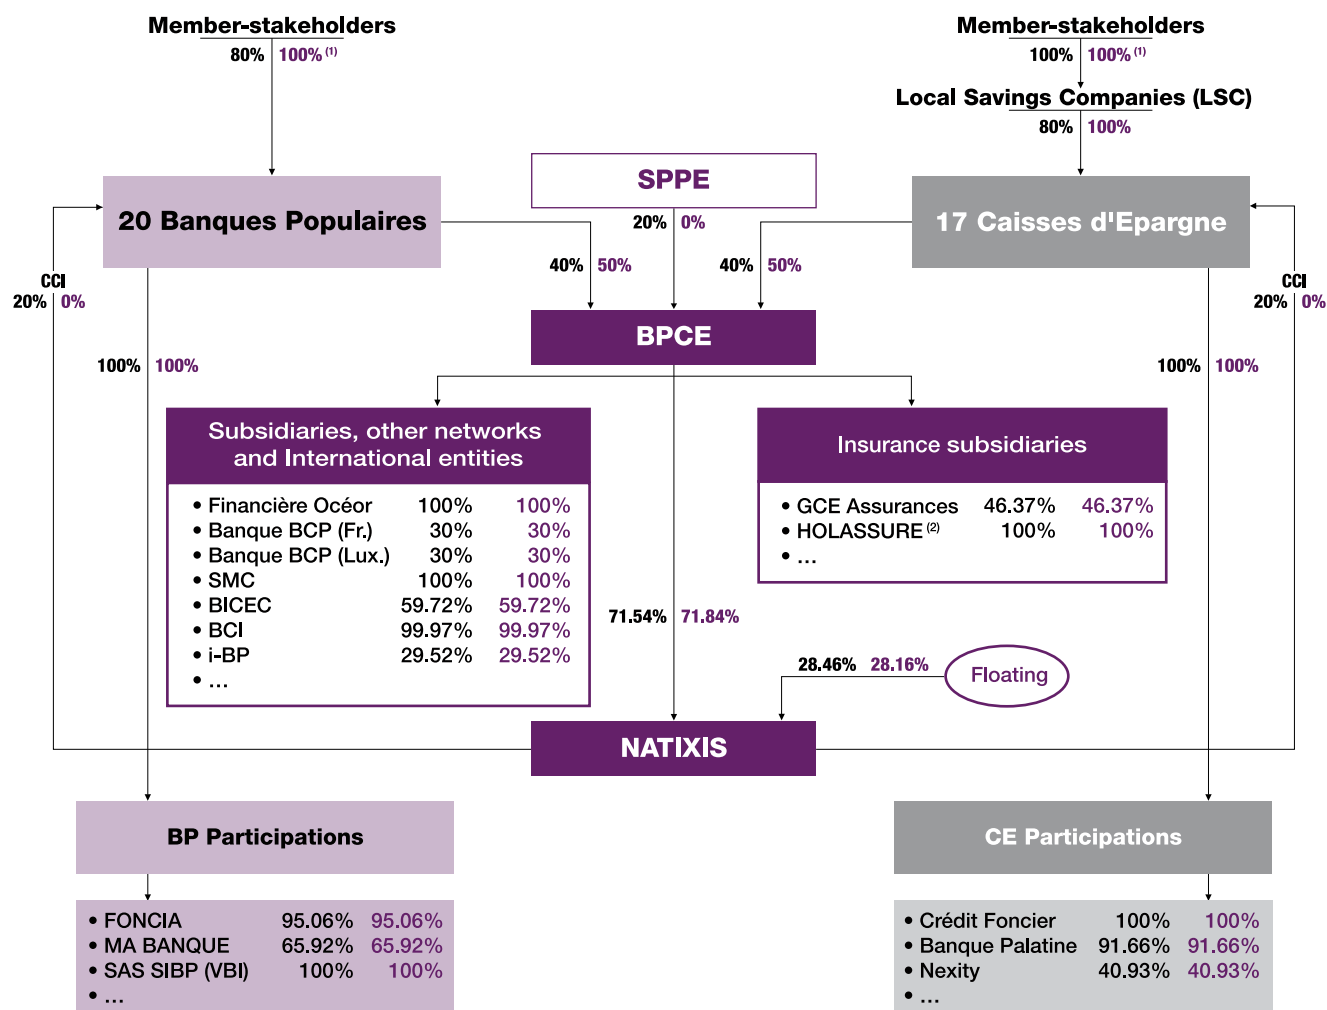 Member-stakeholders
80% 100% (1)
Member-stakeholders
100% 100% (1)
Local Savings Companies (LSC)
80% 100%
SPPE
20% 0%
20 Banques Populaires
17 Caisses d'Epargne
40% 50%
40% 50%
CCI
20% 0%
CCI
20% 0%
BPCE
100% 100%
100% 100%
Subsidiaries, other networks
and International entities
• Financière Océor 100% 100%
• Banque BCP (Fr.) 30% 30%
• Banque BCP (Lux.) 30% 30%
• SMC 100% 100%
• BICEC 59.72% 59.72%
• BCI 99.97% 99.97%
• i-BP 29.52% 29.52%
• ...
Insurance subsidiaries
• GCE Assurances 46.37% 46.37%
• HOLASSURE (2) 100% 100%
• ...
71.54% 71.84%
28.46% 28.16%
Floating
NATIXIS
BP Participations
• FONCIA 95.06% 95.06%
• MA BANQUE 65.92% 65.92%
• SAS SIBP (VBI) 100% 100%
• ...
CE Participations
• Crédit Foncier 100% 100%
• Banque Palatine 91.66% 91.66%
• Nexity 40.93% 40.93%
• ...